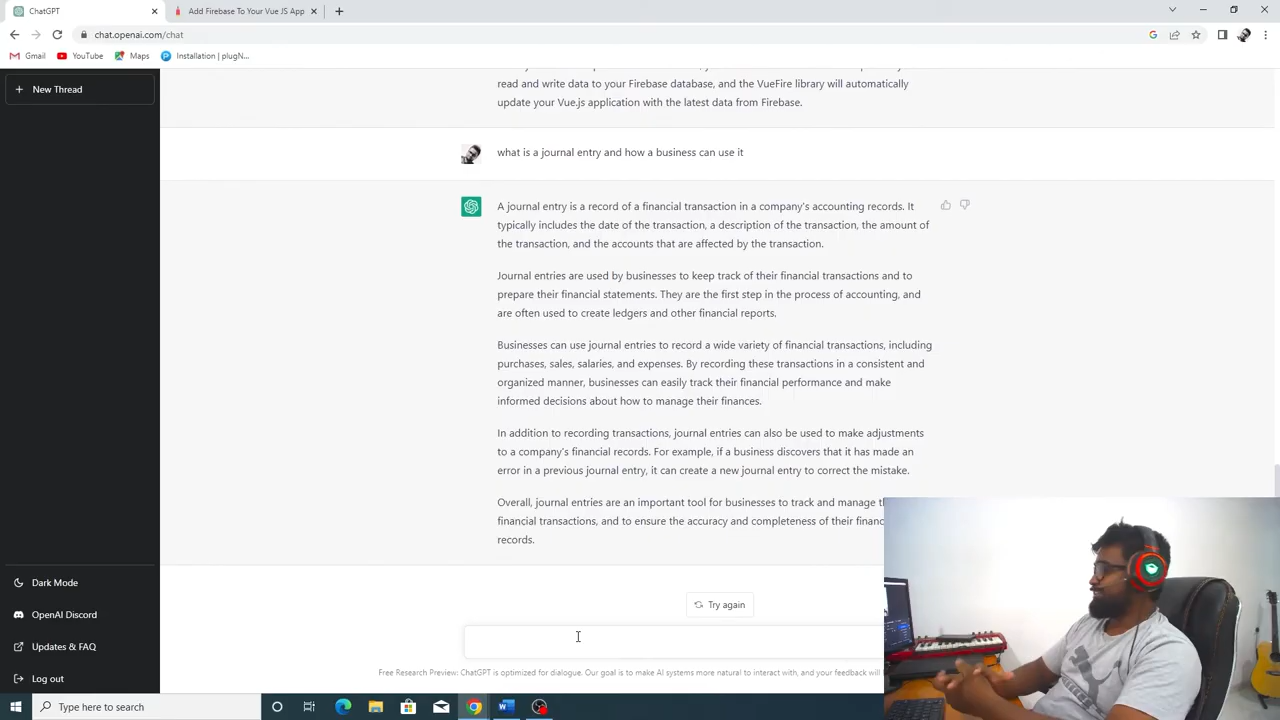 ChatGPT
Add Firebase To Your Vue JS App
chat.openai.com/chat
Gmail
YouTube
Maps
Installation | plugN...
New Thread
read and write data to your Firebase database, and the VueFire library will automatically
update your Vue.js application with the latest data from Firebase.
what is a journal entry and how a business can use it
A journal entry is a record of a financial transaction in a company's accounting records. It
typically includes the date of the transaction, a description of the transaction, the amount of
the transaction, and the accounts that are affected by the transaction.
Journal entries are used by businesses to keep track of their financial transactions and to
prepare their financial statements. They are the first step in the process of accounting, and
are often used to create ledgers and other financial reports.
Businesses can use journal entries to record a wide variety of financial transactions, including
purchases, sales, salaries, and expenses. By recording these transactions in a consistent and
organized manner, businesses can easily track their financial performance and make
informed decisions about how to manage their finances.
In addition to recording transactions, journal entries can also be used to make adjustments
to a company's financial records. For example, if a business discovers that it has made an
error in a previous journal entry, it can create a new journal entry to correct the mistake.
Overall, journal entries are an important tool for businesses to track and manage
financial transactions, and to ensure the accuracy and completeness of their
records.
Try again
Dark Mode
OpenAI Discord
Updates & FAQ
Log out
Free Research Preview: ChatGPT is optimized for dialogue. Our goal is to make AI systems more natural to interact with, and your feedback will
Type here to search